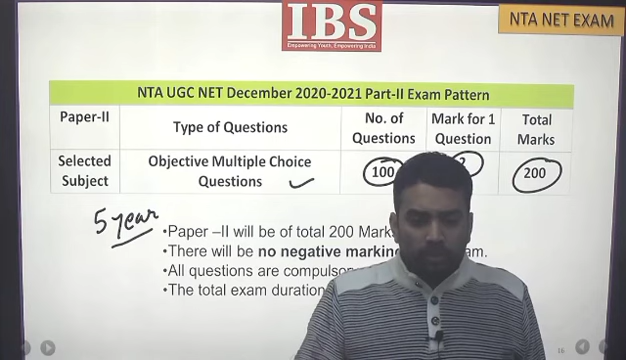 IBS
Empowering Youth, Empowering India
NTA NET EXAM
NTA UGC NET December 2020-2021 Part-II Exam Pattern
Paper-II Type of Questions No. of Questions Mark for 1 Question Total Marks
Selected Subject Objective Multiple Choice Questions 100 200
5 year
•Paper –II will be of total 200 Mark
•There will be no negative marking
•All questions are compulsor
•The total exam duration
16